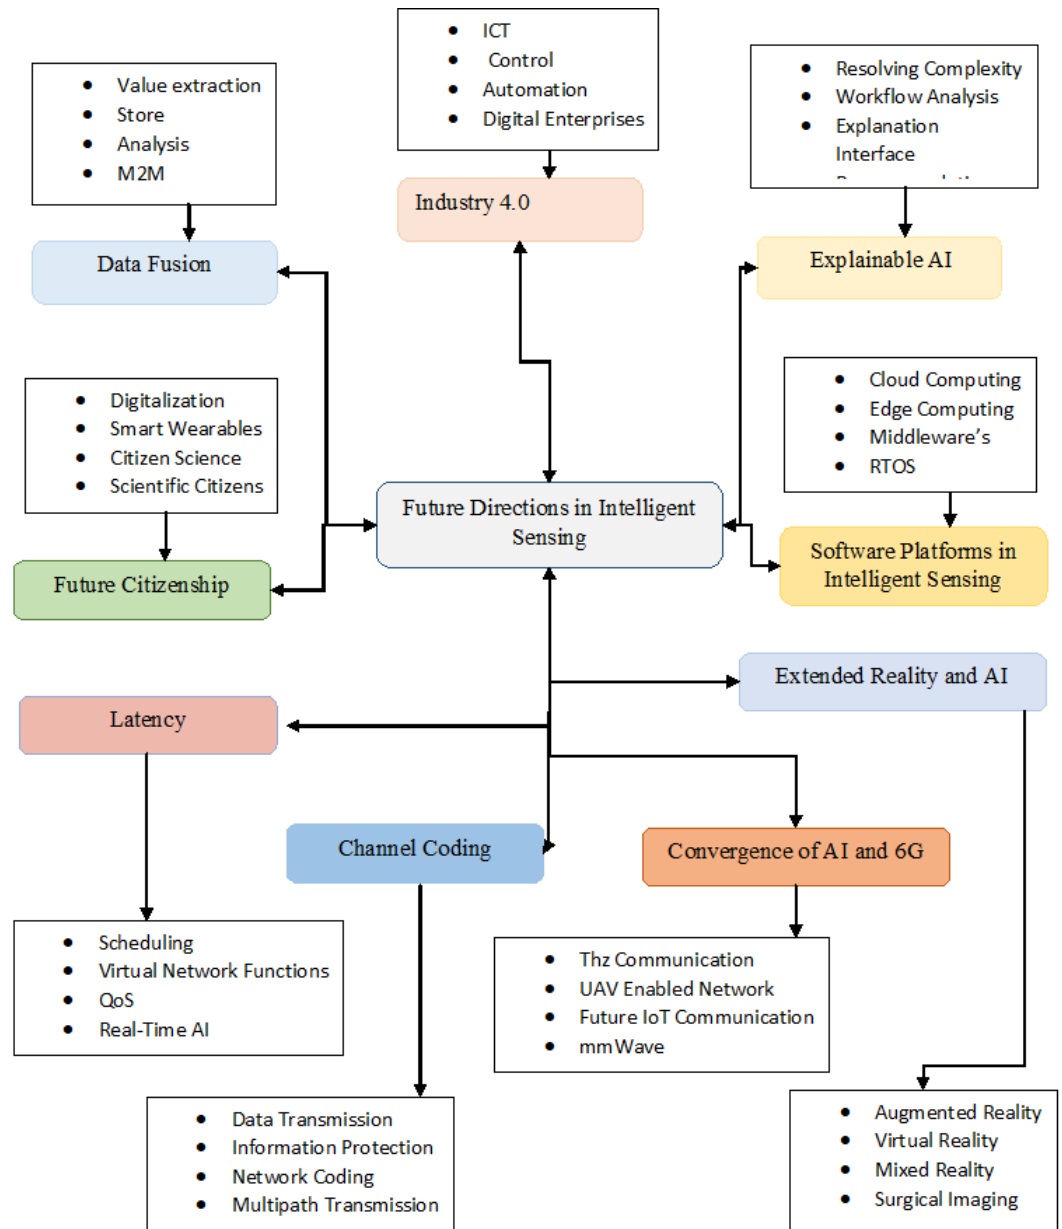 • ICT
• Control
• Automation
• Digital Enterprises
• Value extraction
• Store
• Analysis
• M2M
• Resolving Complexity
• Workflow Analysis
• Explanation
Interface
Industry 4.0
Data Fusion
Explainable AI
• Digitalization
• Smart Wearables
• Citizen Science
• Scientific Citizens
• Cloud Computing
• Edge Computing
• Middleware’s
• RTOS
Future Directions in Intelligent
Sensing
Future Citizenship
Software Platforms in
Intelligent Sensing
Extended Reality and AI
Latency
Channel Coding
Convergence of AI and 6G
• Scheduling
• Virtual Network Functions
• QoS
• Real-Time AI
• Thz Communication
• UAV Enabled Network
• Future IoT Communication
• mmWave
• Data Transmission
• Information Protection
• Network Coding
• Multipath Transmission
• Augmented Reality
• Virtual Reality
• Mixed Reality
• Surgical Imaging